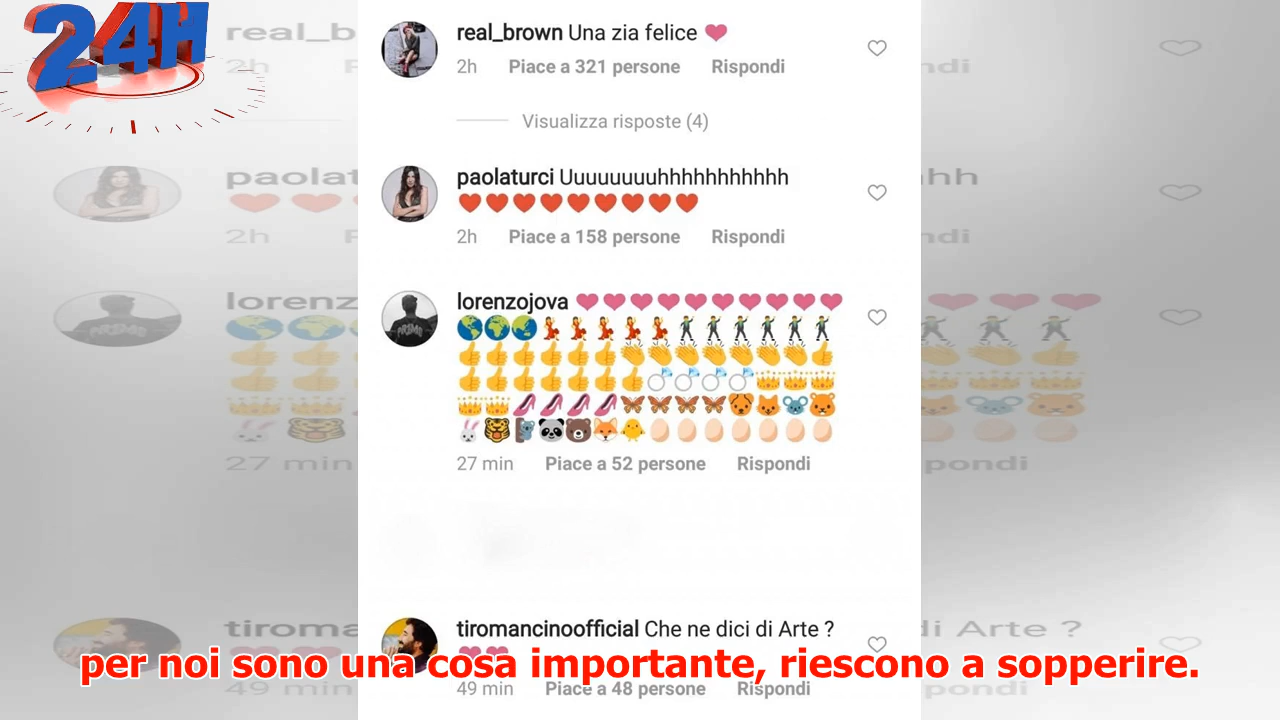 24H
real_brown Una zia felice ❤
2h Piace a 321 persone Rispondi
Visualizza risposte (4)
paolaturci Uuuuuuuuhhhhhhhhhhh
2h Piace a 158 persone Rispondi
lorenzojova
27 min Piace a 52 persone Rispondi
tiromancinoofficial Che ne dici di Arte ?
per noi sono una cosa importante, riescono a sopperire.
49 min Piace a 48 persone Rispondi